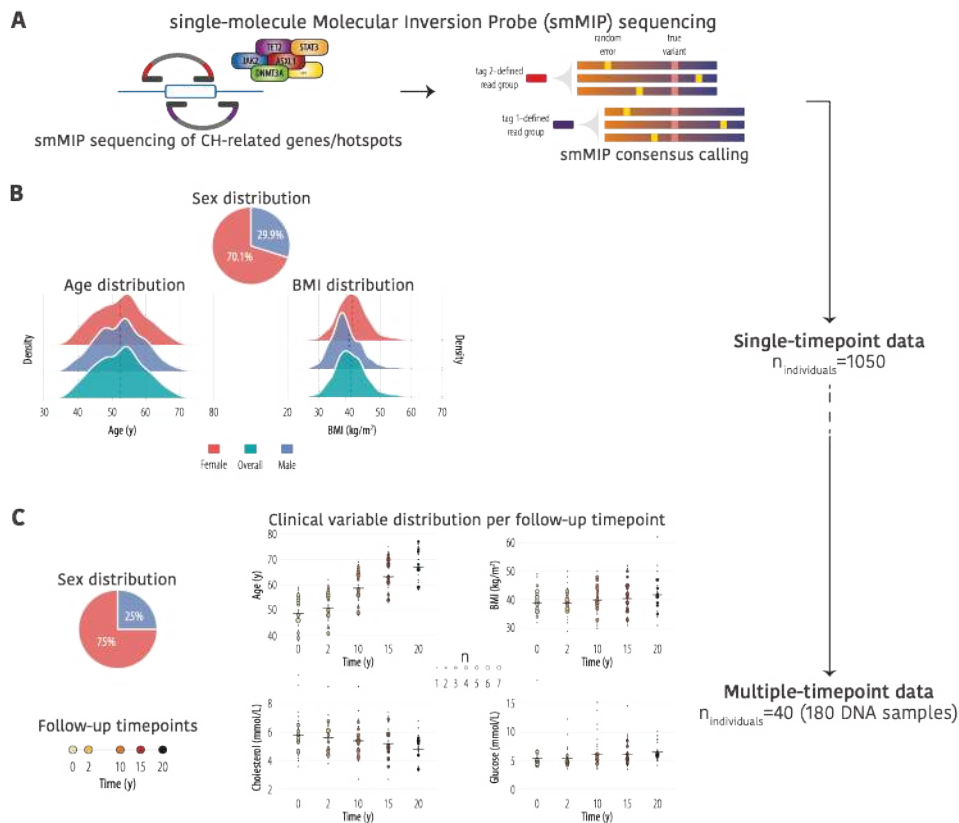 A
single-molecule Molecular Inversion Probe (smMIP) sequencing
TET2
STAT3
JAK2
ASXL1
DNMT3A
...
smMIP sequencing of CH-related genes/hotspots
random
error
true
variant
tag 2-defined
read group
tag 1-defined
read group
smMIP consensus calling
B
Sex distribution
29.9%
70.1%
Age distribution
BMI distribution
Density
Density
30 40 50 60 70 80
Age (y)
20 30 40 50 60 70
BMI (kg/m²)
Female
Overall
Male
Single-timepoint data
n individuals=1050
C
Clinical variable distribution per follow-up timepoint
Sex distribution
25%
75%
Follow-up timepoints
0 2 10 15 20
Time (y)
Age (y)
80
70
60
50
40
0 2 10 15 20
Time (y)
BMI (kg/m²)
60
50
40
30
0 2 10 15 20
Time (y)
n
1 2 3 4 5 6 7
Cholesterol (mmol/L)
8
6
4
2
0 2 10 15 20
Time (y)
Glucose (mmol/L)
15
10
5
0
0 2 10 15 20
Time (y)
Multiple-timepoint data
n individuals=40 (180 DNA samples)